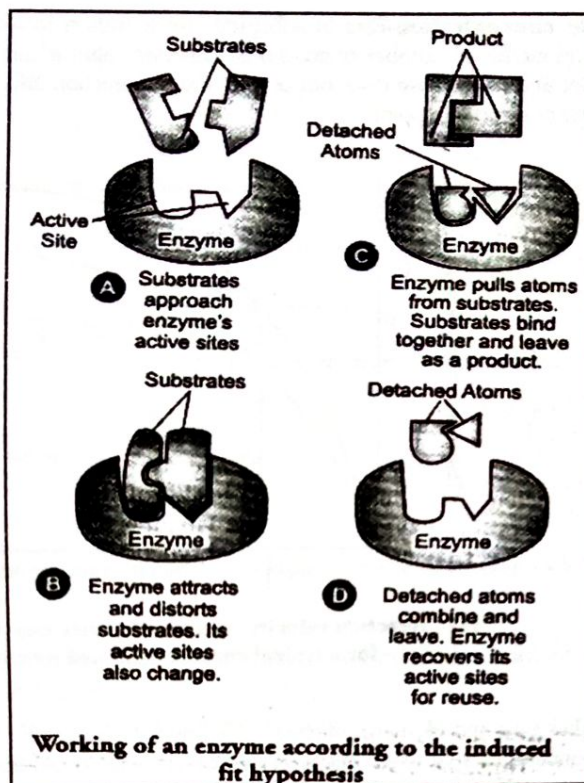 Substrates
Active
Site
Enzyme
A Substrates
approach
enzyme's
active sites
Product
Detached
Atoms
Enzyme
C Enzyme pulls atoms
from substrates.
Substrates bind
together and leave
as a product.
Substrates
Enzyme
B Enzyme attracts
and distorts
substrates. Its
active sites
also change.
Detached Atoms
Enzyme
D Detached atoms
combine and
leave. Enzyme
recovers its
active sites
for reuse.
Working of an enzyme according to the induced
fit hypothesis